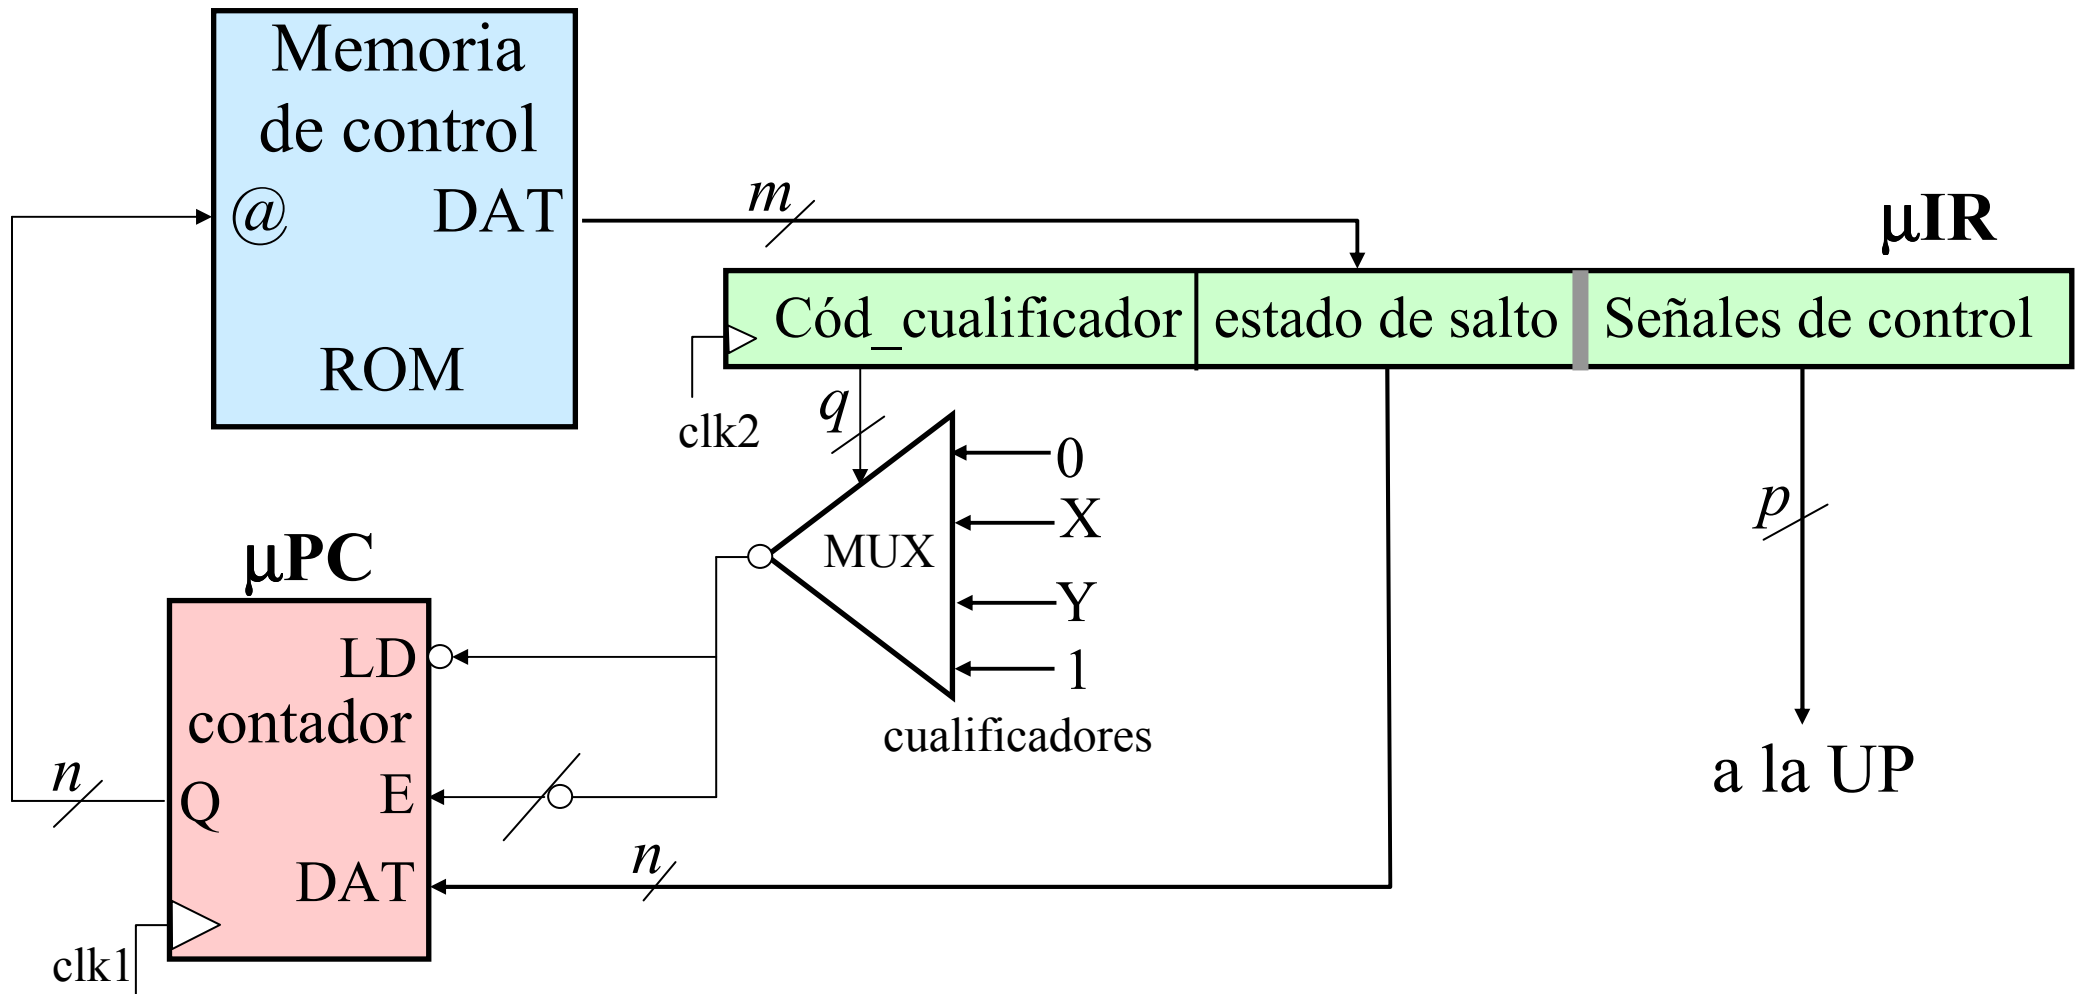 Memoria
de control
@ DAT
ROM
m
μIR
Cód_cualificador estado de salto Señales de control
clk2
q
0
X
MUX
Y
1
cualificadores
p
a la UP
μPC
LD
contador
E
Q
DAT
n
n
clk1